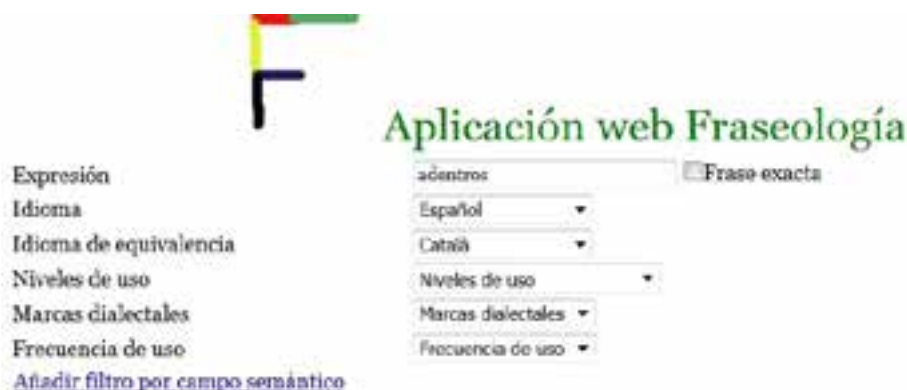 Aplicación web Fraseología
Expresión adentros Frase exacta
Idioma Español
Idioma de equivalencia Català
Niveles de uso Niveles de uso
Marcas dialectales Marcas dialectales
Frecuencia de uso Frecuencia de uso
Añadir filtro por campo semántico